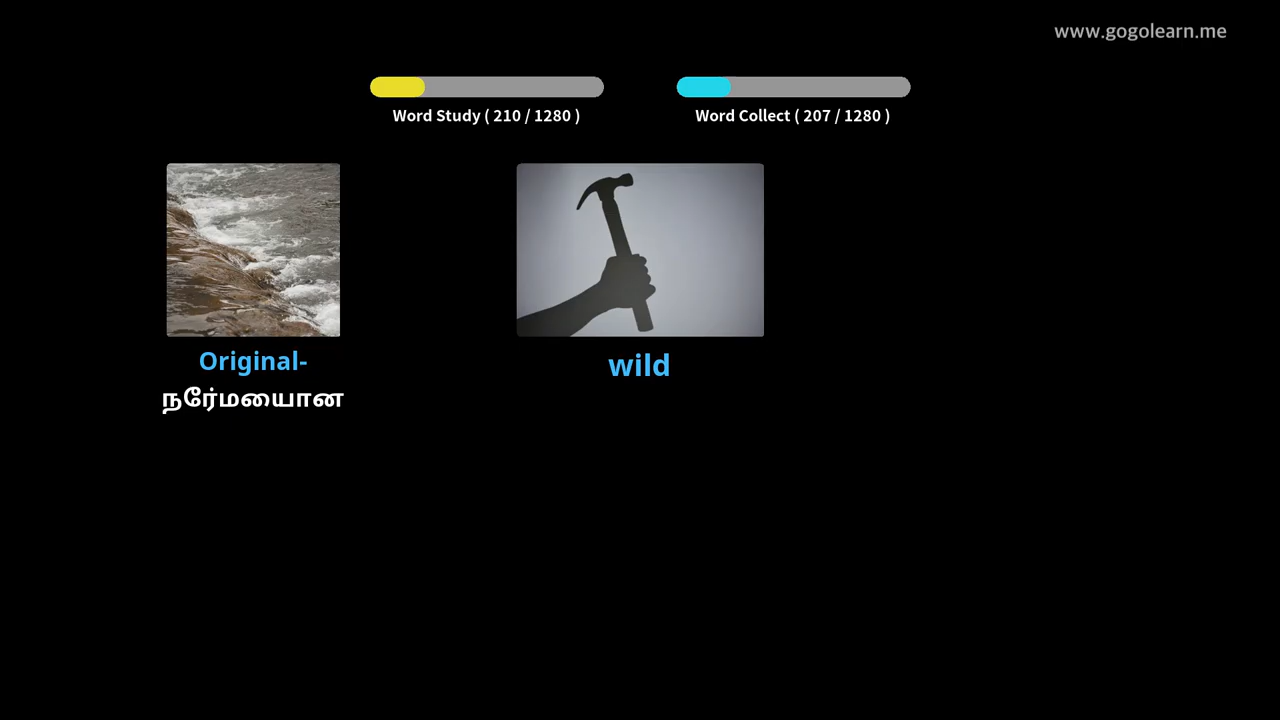 www.gogolearn.me
Word Study ( 210 / 1280 )
Word Collect ( 207 / 1280 )
Original-
நேர்மையான
wild